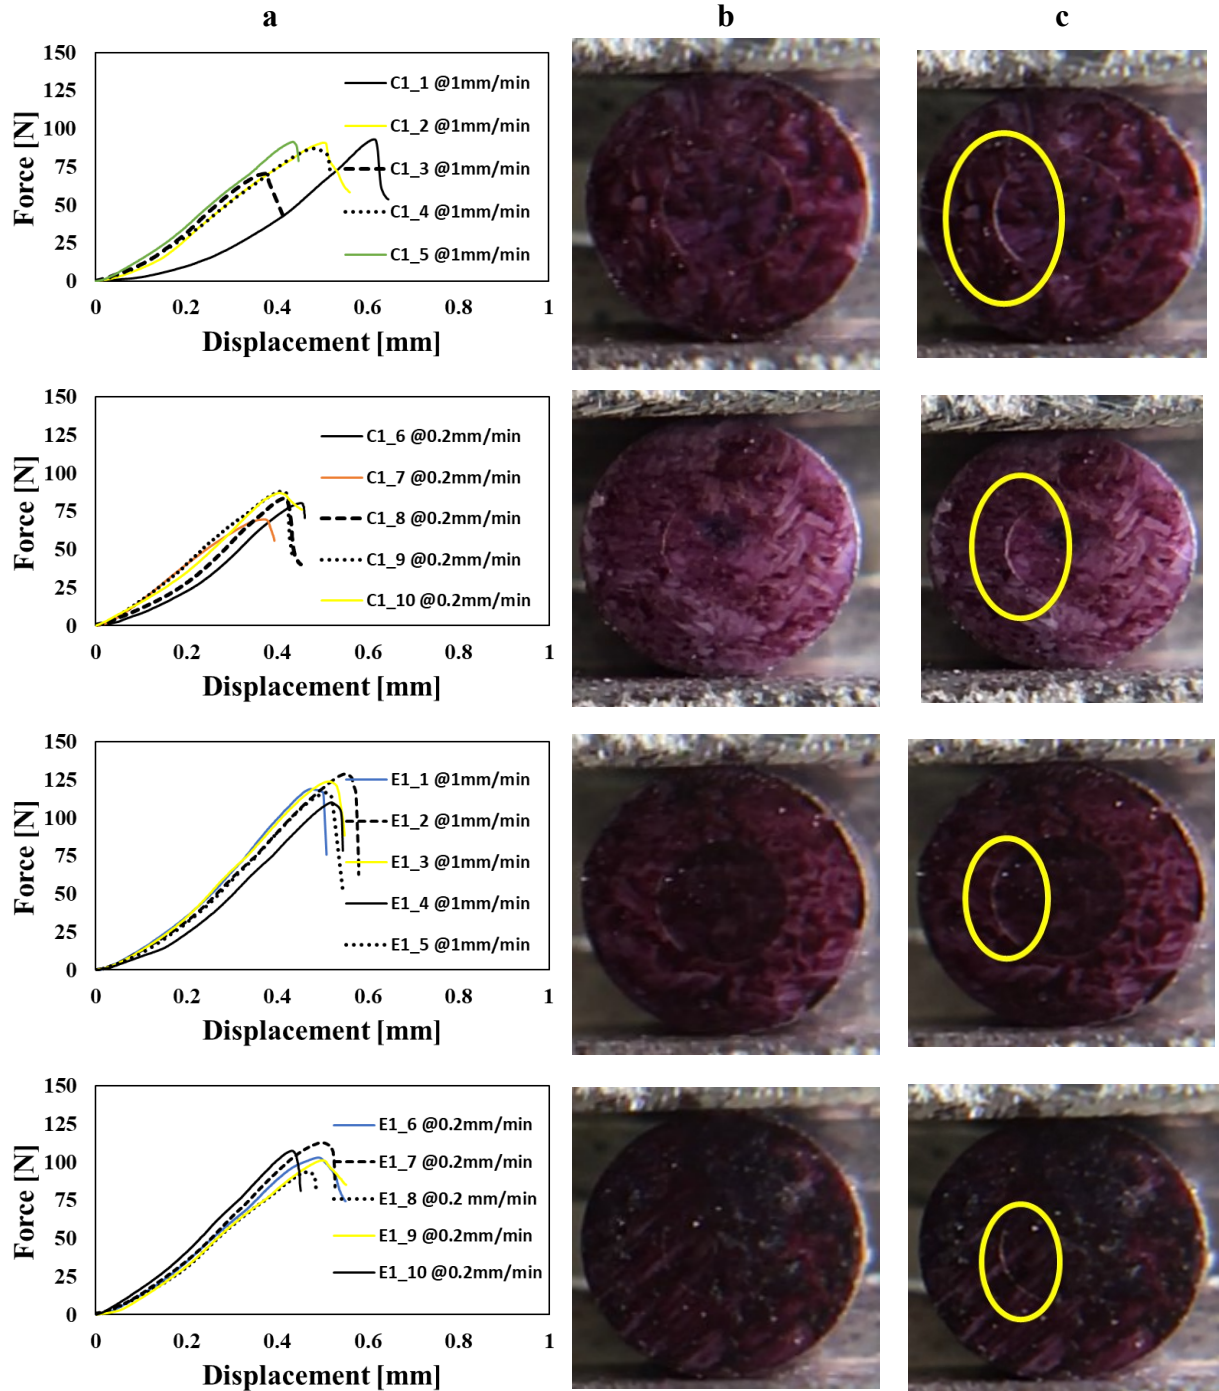 a
b
c
Force [N]
150
125
100
75
50
25
0
0
0.2
0.4
0.6
0.8
1
Displacement [mm]
C1_1 @1mm/min
C1_2 @1mm/min
C1_3 @1mm/min
C1_4 @1mm/min
C1_5 @1mm/min
Force [N]
150
125
100
75
50
25
0
0
0.2
0.4
0.6
0.8
1
Displacement [mm]
C1_6 @0.2mm/min
C1_7 @0.2mm/min
C1_8 @0.2mm/min
C1_9 @0.2mm/min
C1_10 @0.2mm/min
Force [N]
150
125
100
75
50
25
0
0
0.2
0.4
0.6
0.8
1
Displacement [mm]
E1_1 @1mm/min
E1_2 @1mm/min
E1_3 @1mm/min
E1_4 @1mm/min
E1_5 @1mm/min
Force [N]
150
125
100
75
50
25
0
0
0.2
0.4
0.6
0.8
1
Displacement [mm]
E1_6 @0.2mm/min
E1_7 @0.2mm/min
E1_8 @0.2 mm/min
E1_9 @0.2mm/min
E1_10 @0.2mm/min